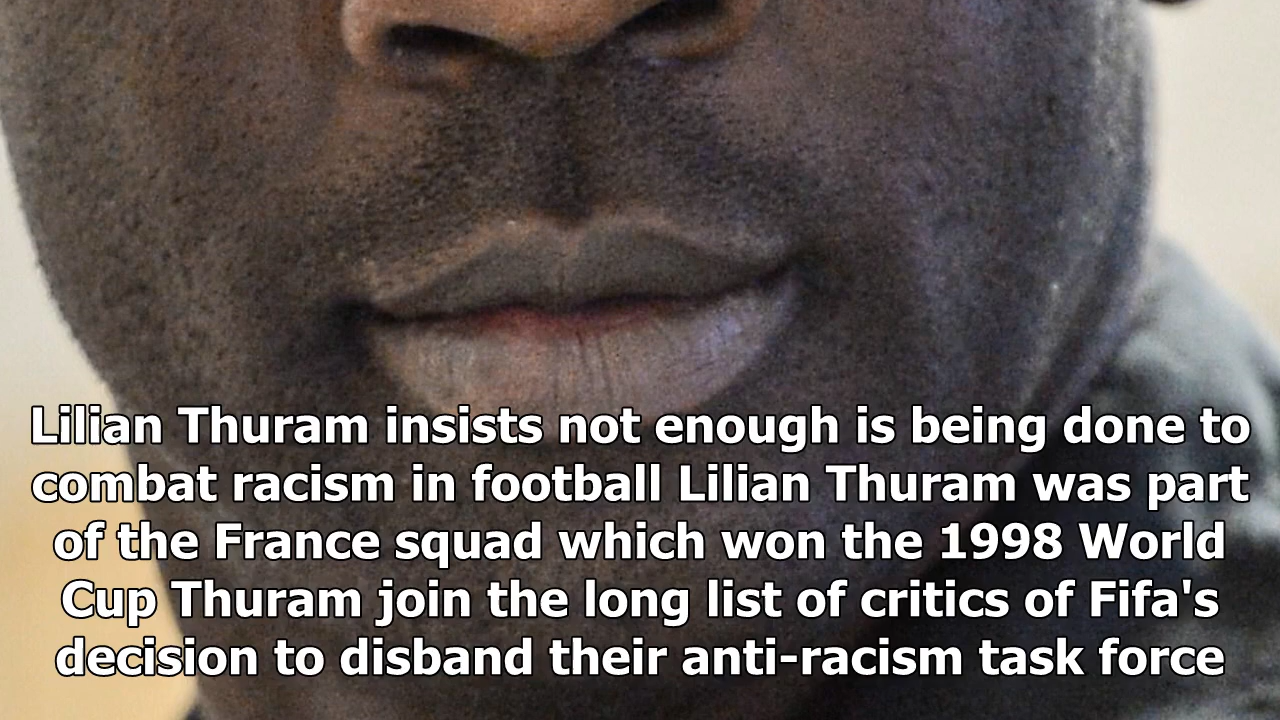 Lilian Thuram insists not enough is being done to
combat racism in football Lilian Thuram was part
of the France squad which won the 1998 World
Cup Thuram join the long list of critics of Fifa's
decision to disband their anti-racism task force